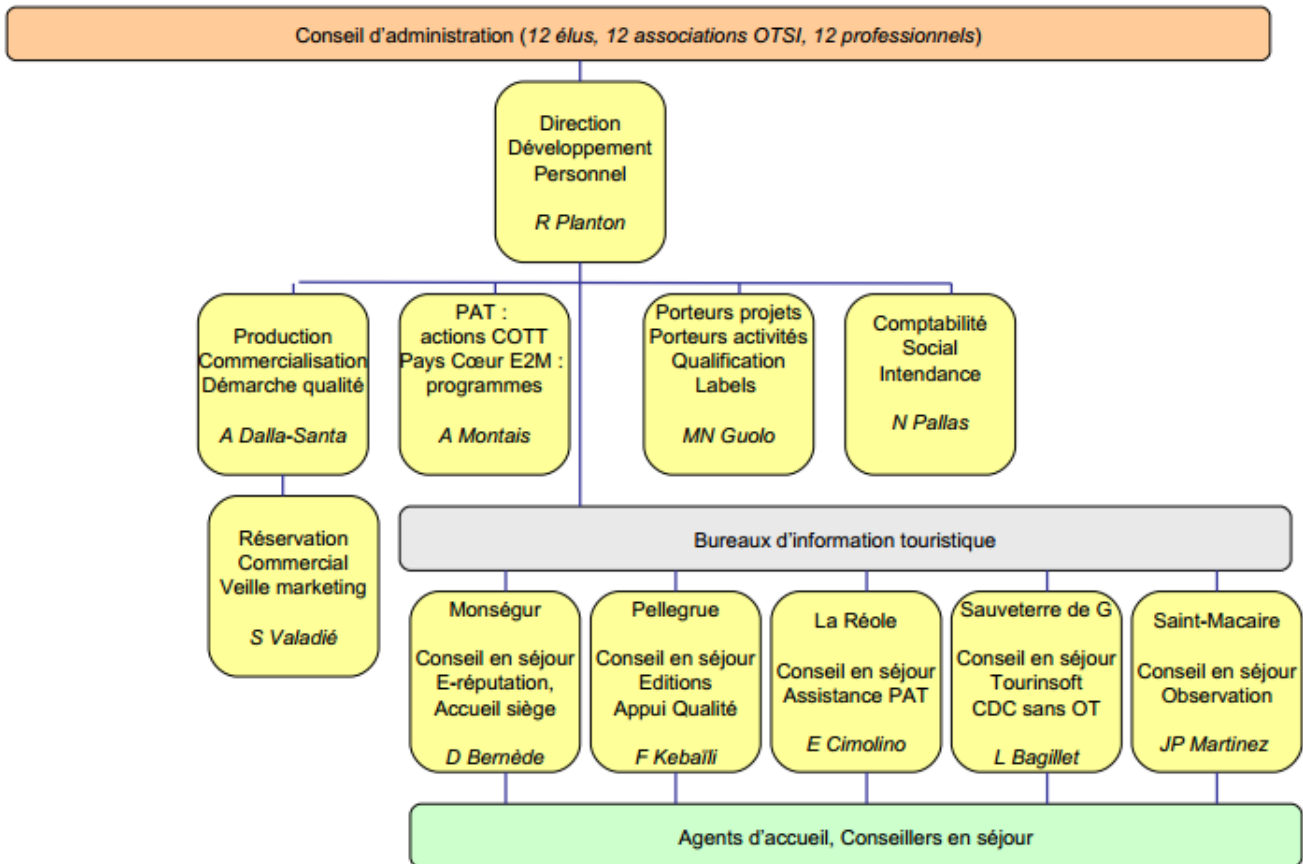 Conseil d'administration (12 élus, 12 associations OTSI, 12 professionnels)
Direction
Développement
Personnel
R Planton
Production
Commercialisation
Démarche qualité
A Dalla-Santa
PAT :
actions COTT
Pays Cœur E2M :
programmes
A Montais
Porteurs projets
Porteurs activités
Qualification
Labels
MN Guolo
Comptabilité
Social
Intendance
N Pallas
Réservation
Commercial
Veille marketing
S Valadié
Bureaux d'information touristique
Monségur
Conseil en séjour
E-réputation,
Accueil siège
D Bernède
Pellegrue
Conseil en séjour
Editions
Appui Qualité
F Kebaïli
La Réole
Conseil en séjour
Assistance PAT
E Cimolino
Sauveterre de G
Conseil en séjour
Tourinsoft
CDC sans OT
L Bagillet
Saint-Macaire
Conseil en séjour
Observation
JP Martinez
Agents d'accueil, Conseillers en séjour